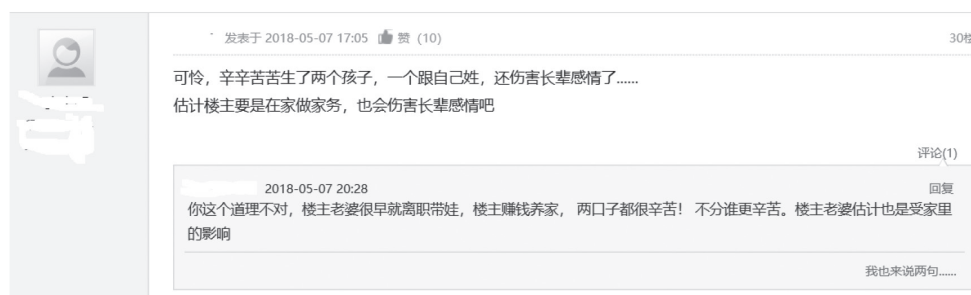 发表于 2018-05-07 17:05 赞 (10)
30楼
可怜，辛辛苦苦生了两个孩子，一个跟自己姓，还伤害长辈感情了......
估计楼主要是在家做家务，也会伤害长辈感情吧
评论(1)
2018-05-07 20:28
回复
你这个道理不对，楼主老婆很早就离职带娃，楼主赚钱养家， 两口子都很辛苦！ 不分谁更辛苦。楼主老婆估计也是受家里
的影响
我也来说两句......